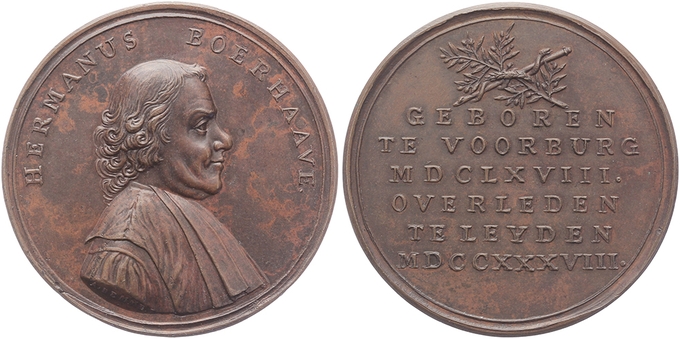 HERMANUS BOERHAAVE
GEBOREN
TE VOORBURG
MDCLXVIII.
OVERLEDEN
TE LEYDEN
MDCCXXXVIII.